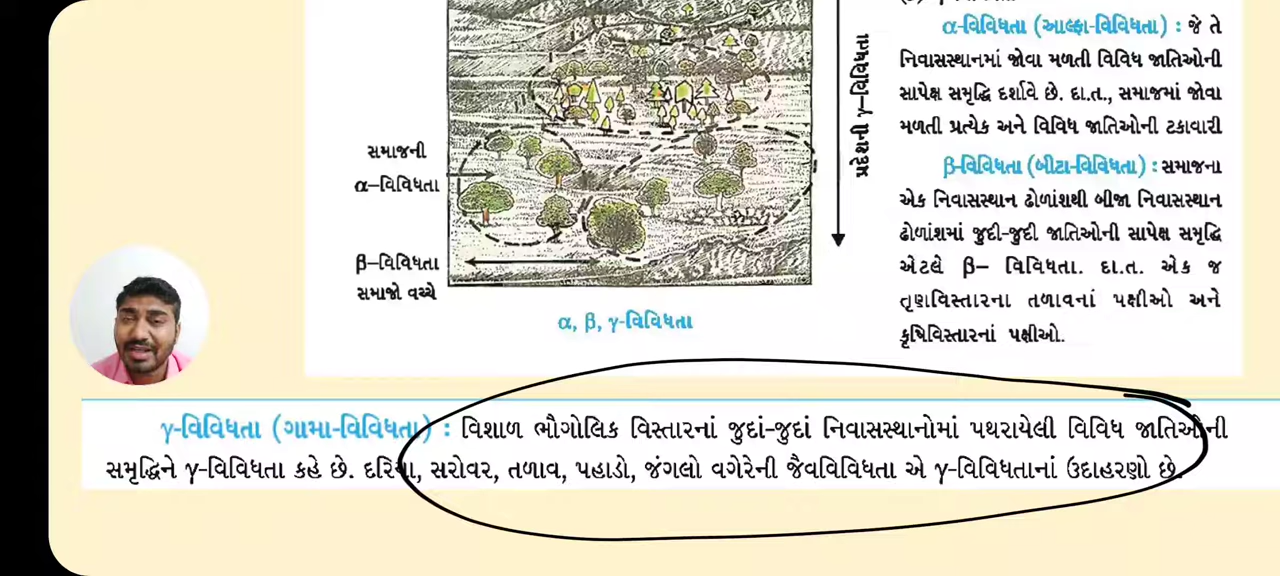 α-વિવિધતા (આલ્ફા-વિવિધતા) : જે તે
નિવાસસ્થાનમાં જોવા મળતી વિવિધ જાતિઓની
સાપેક્ષ સમૃદ્ધિ દર્શાવે છે. દા.ત., સમાજમાં જોવા
મળતી પ્રત્યેક અને વિવિધ જાતિઓની ટકાવારી
β-વિવિધતા (બીટા-વિવિધતા) : સમાજના
એક નિવાસસ્થાન ઢોળાંશથી બીજા નિવાસસ્થાન
ઢોળાંશમાં જુદી-જુદી જાતિઓની સાપેક્ષ સમૃદ્ધિ
એટલે β– વિવિધતા. દા.ત. એક જ
તૃણવિસ્તારના તળાવનાં પક્ષીઓ અને
કૃષિવિસ્તારનાં પક્ષીઓ.
પ્રદેશની γ–વિવિધતા
સમાજની
α–વિવિધતા
β–વિવિધતા
સમાજો વચ્ચે
α, β, γ-વિવિધતા
γ-વિવિધતા (ગામા-વિવિધતા) : વિશાળ ભૌગોલિક વિસ્તારનાં જુદાં-જુદાં નિવાસસ્થાનોમાં પથરાયેલી વિવિધ જાતિઓની
સમૃદ્ધિને γ-વિવિધતા કહે છે. દરિયા, સરોવર, તળાવ, પહાડો, જંગલો વગેરેની જૈવવિવિધતા એ γ-વિવિધતાનાં ઉદાહરણો છે.